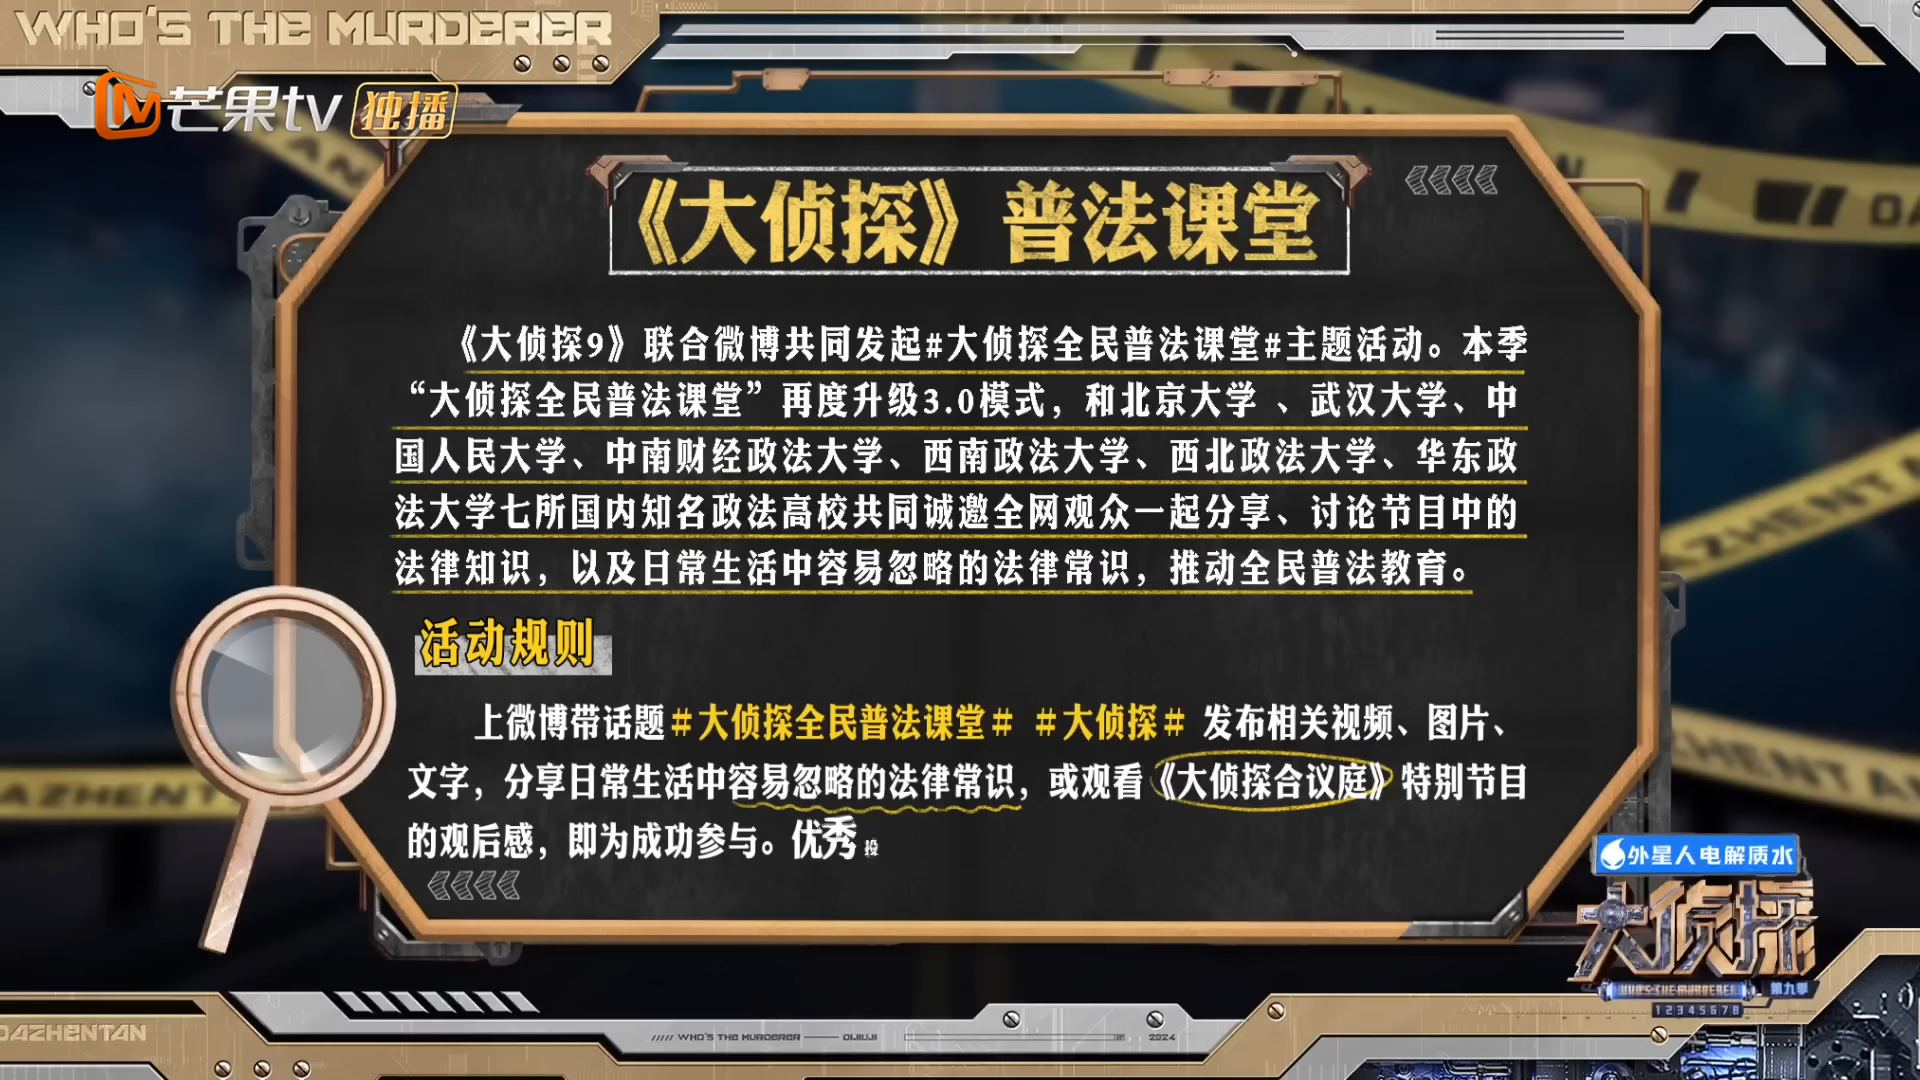 WHO'S THE MURDERER
芒果tv 独播
《大侦探》普法课堂
《大侦探9》联合微博共同发起#大侦探全民普法课堂#主题活动。本季
“大侦探全民普法课堂”再度升级3.0模式，和北京大学 、武汉大学、中
国人民大学、中南财经政法大学、西南政法大学、西北政法大学、华东政
法大学七所国内知名政法高校共同诚邀全网观众一起分享、讨论节目中的
法律知识，以及日常生活中容易忽略的法律常识，推动全民普法教育。
活动规则
上微博带话题#大侦探全民普法课堂# #大侦探# 发布相关视频、图片、
文字，分享日常生活中容易忽略的法律常识，或观看《大侦探合议庭》特别节目
的观后感，即为成功参与。优秀投
外星人电解质水
大侦探
WHO'S THE MURDERER 第九季
12345678
DAZHENTAN
WHO'S THE MURDERER
2024
AZHENTAN
AZHENTAN